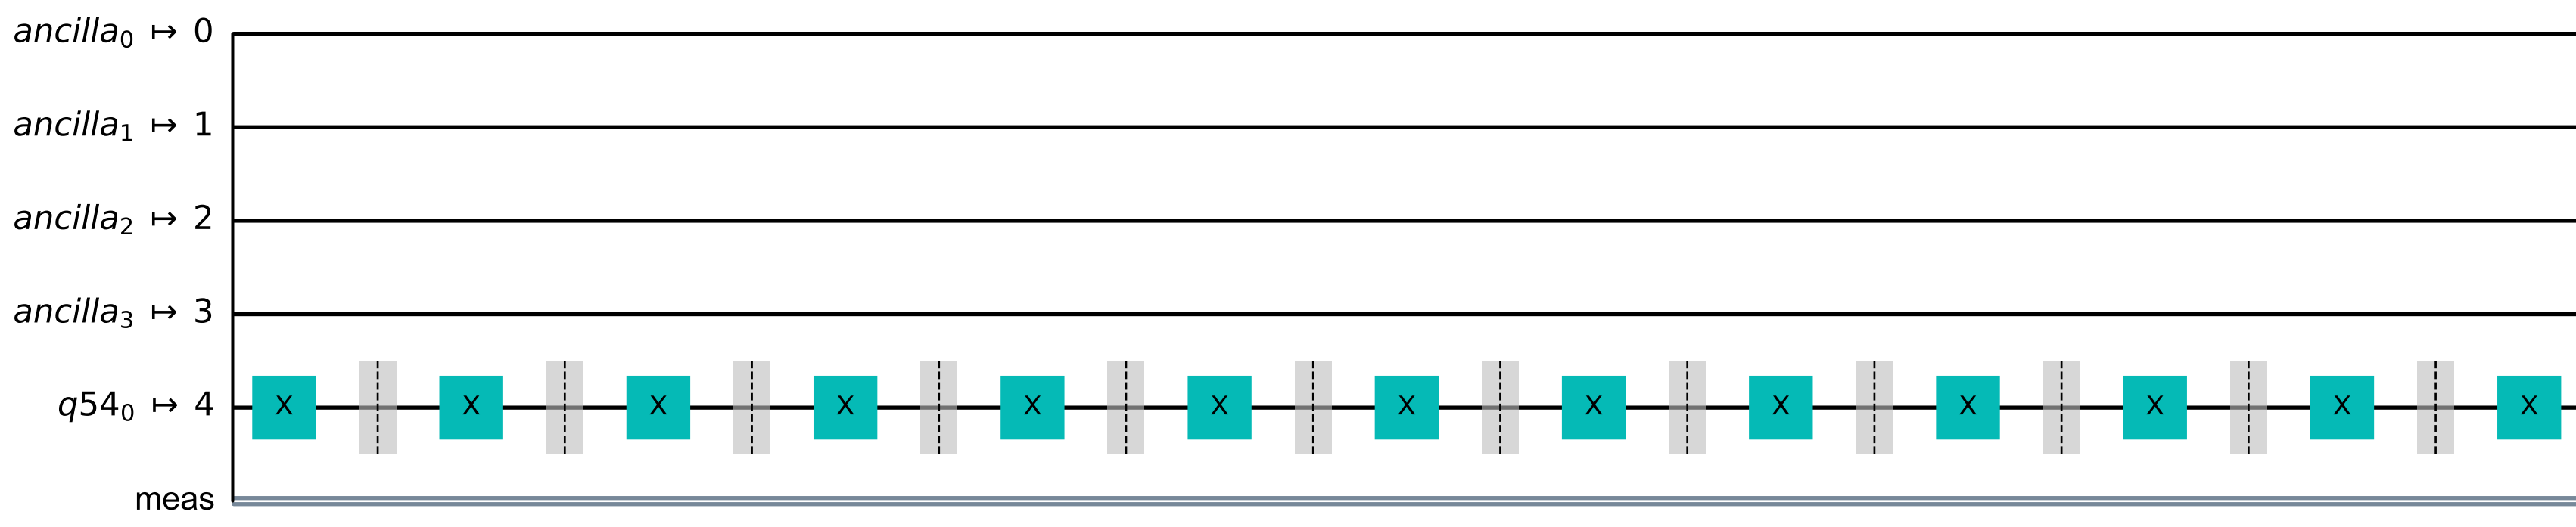 ancilla₀ ↦ 0
ancilla₁ ↦ 1
ancilla₂ ↦ 2
ancilla₃ ↦ 3
q54₀ ↦ 4 X X X X X X X X X X X X X
meas